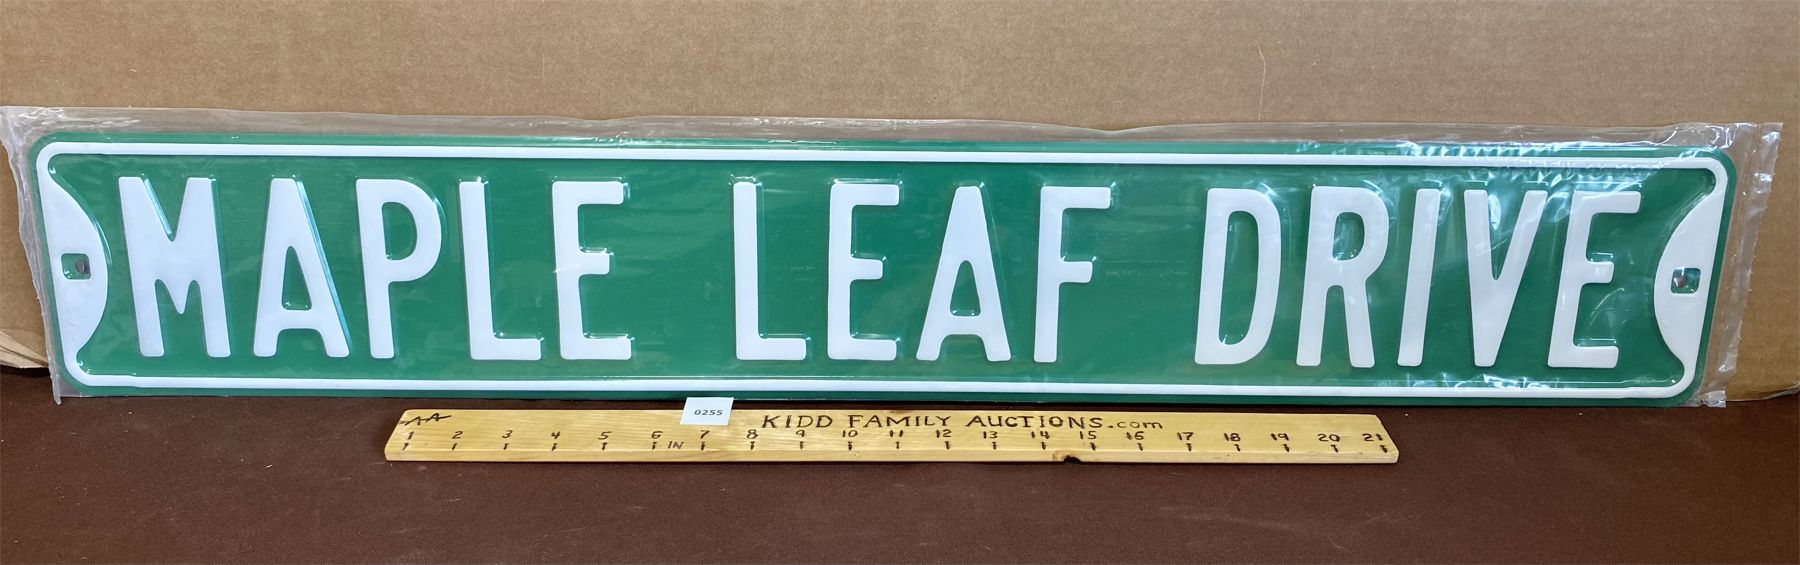 MAPLE LEAF DRIVE
0255
KIDD FAMILY AUCTIONS.com
1 2 3 4 5 6 IN 7 8 9 10 11 12 13 14 15 16 17 18 19 20 21